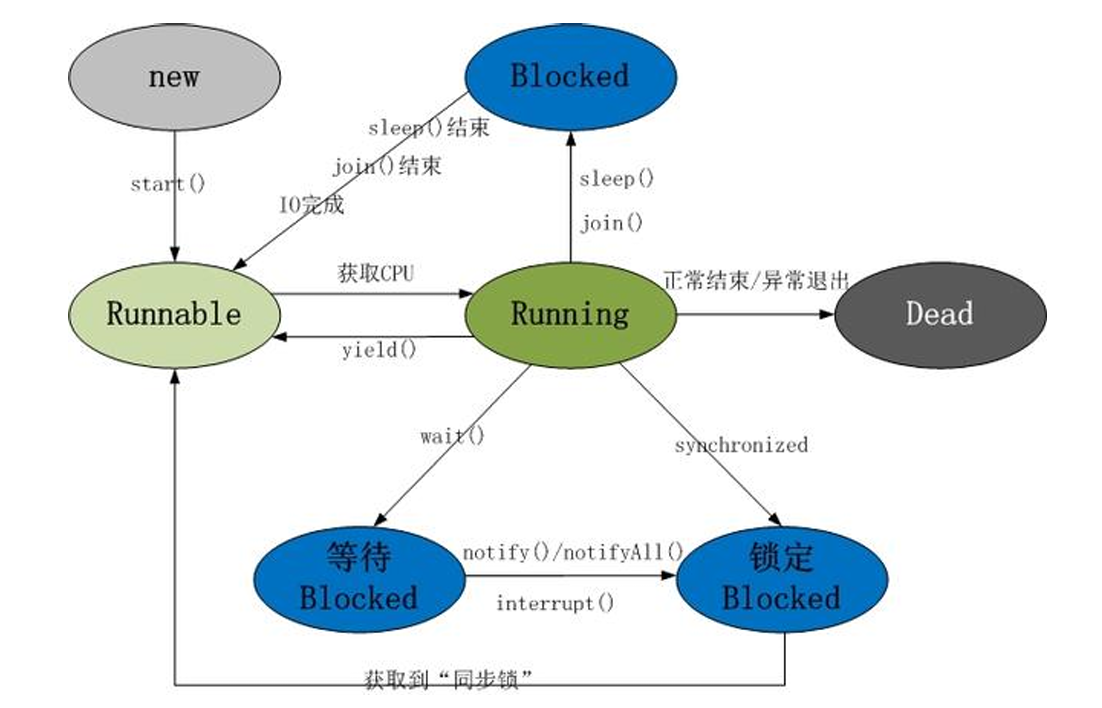 new
Blocked
sleep()结束
join()结束
start()
IO完成
sleep()
join()
获取CPU
正常结束/异常退出
Runnable
Running
Dead
yield()
wait()
synchronized
等待
Blocked
notify()/notifyAll()
interrupt()
锁定
Blocked
获取到“同步锁”